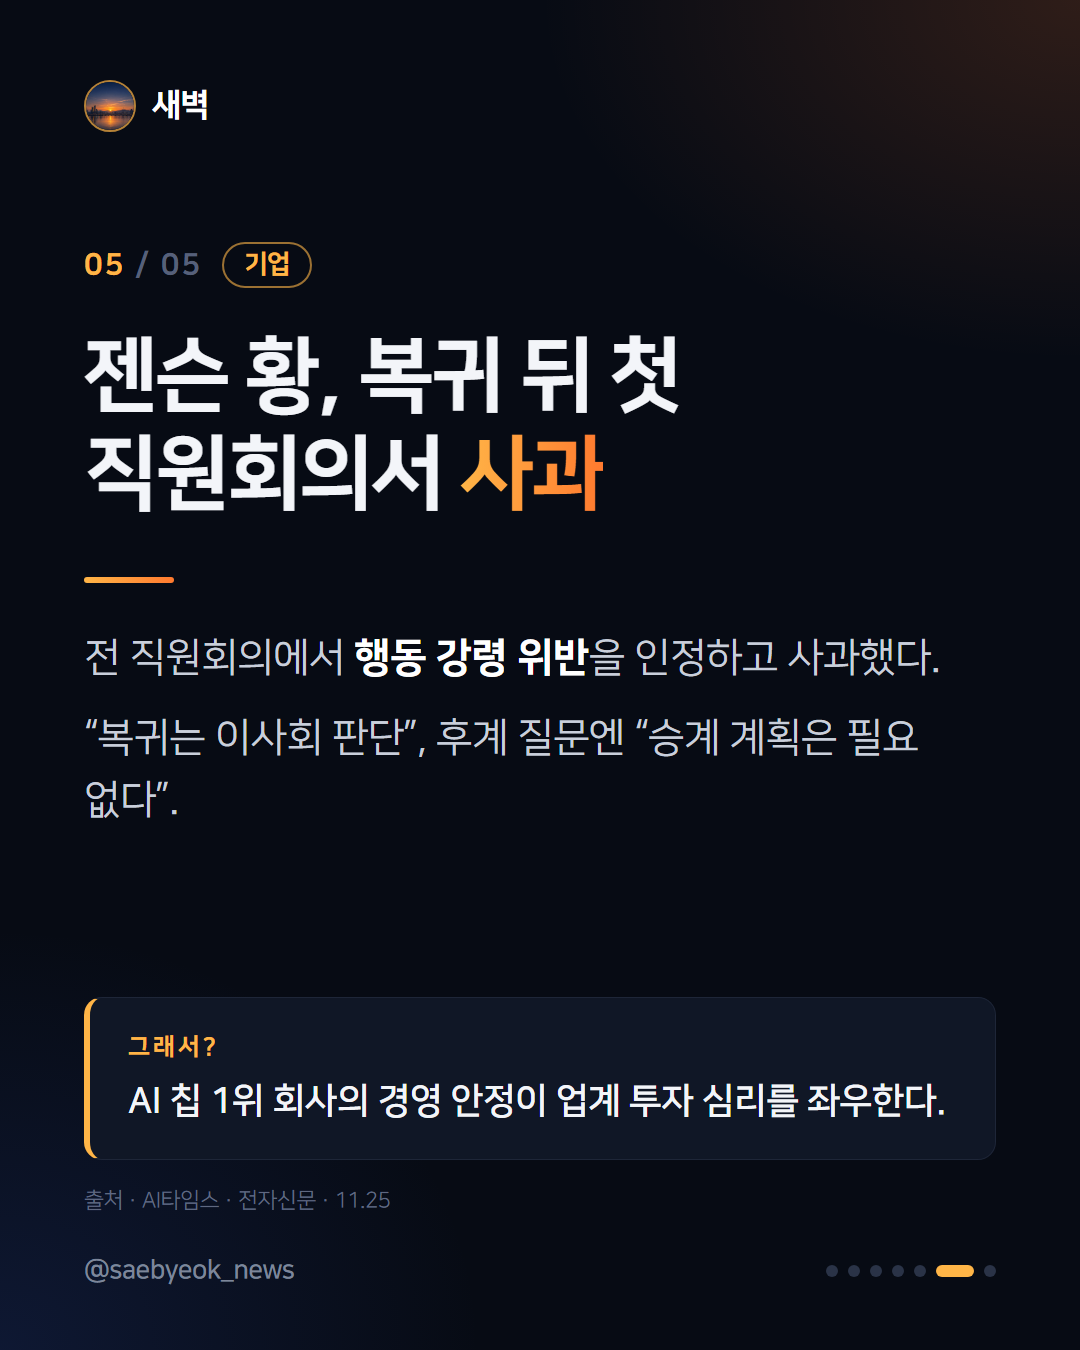 새벽
05 / 05 기업
젠슨 황, 복귀 뒤 첫
직원회의서 사과
전 직원회의에서 행동 강령 위반을 인정하고 사과했다.
“복귀는 이사회 판단”, 후계 질문엔 “승계 계획은 필요
없다”.
그래서?
AI 칩 1위 회사의 경영 안정이 업계 투자 심리를 좌우한다.
출처 · AI타임스 · 전자신문 · 11.25
@saebyeok_news